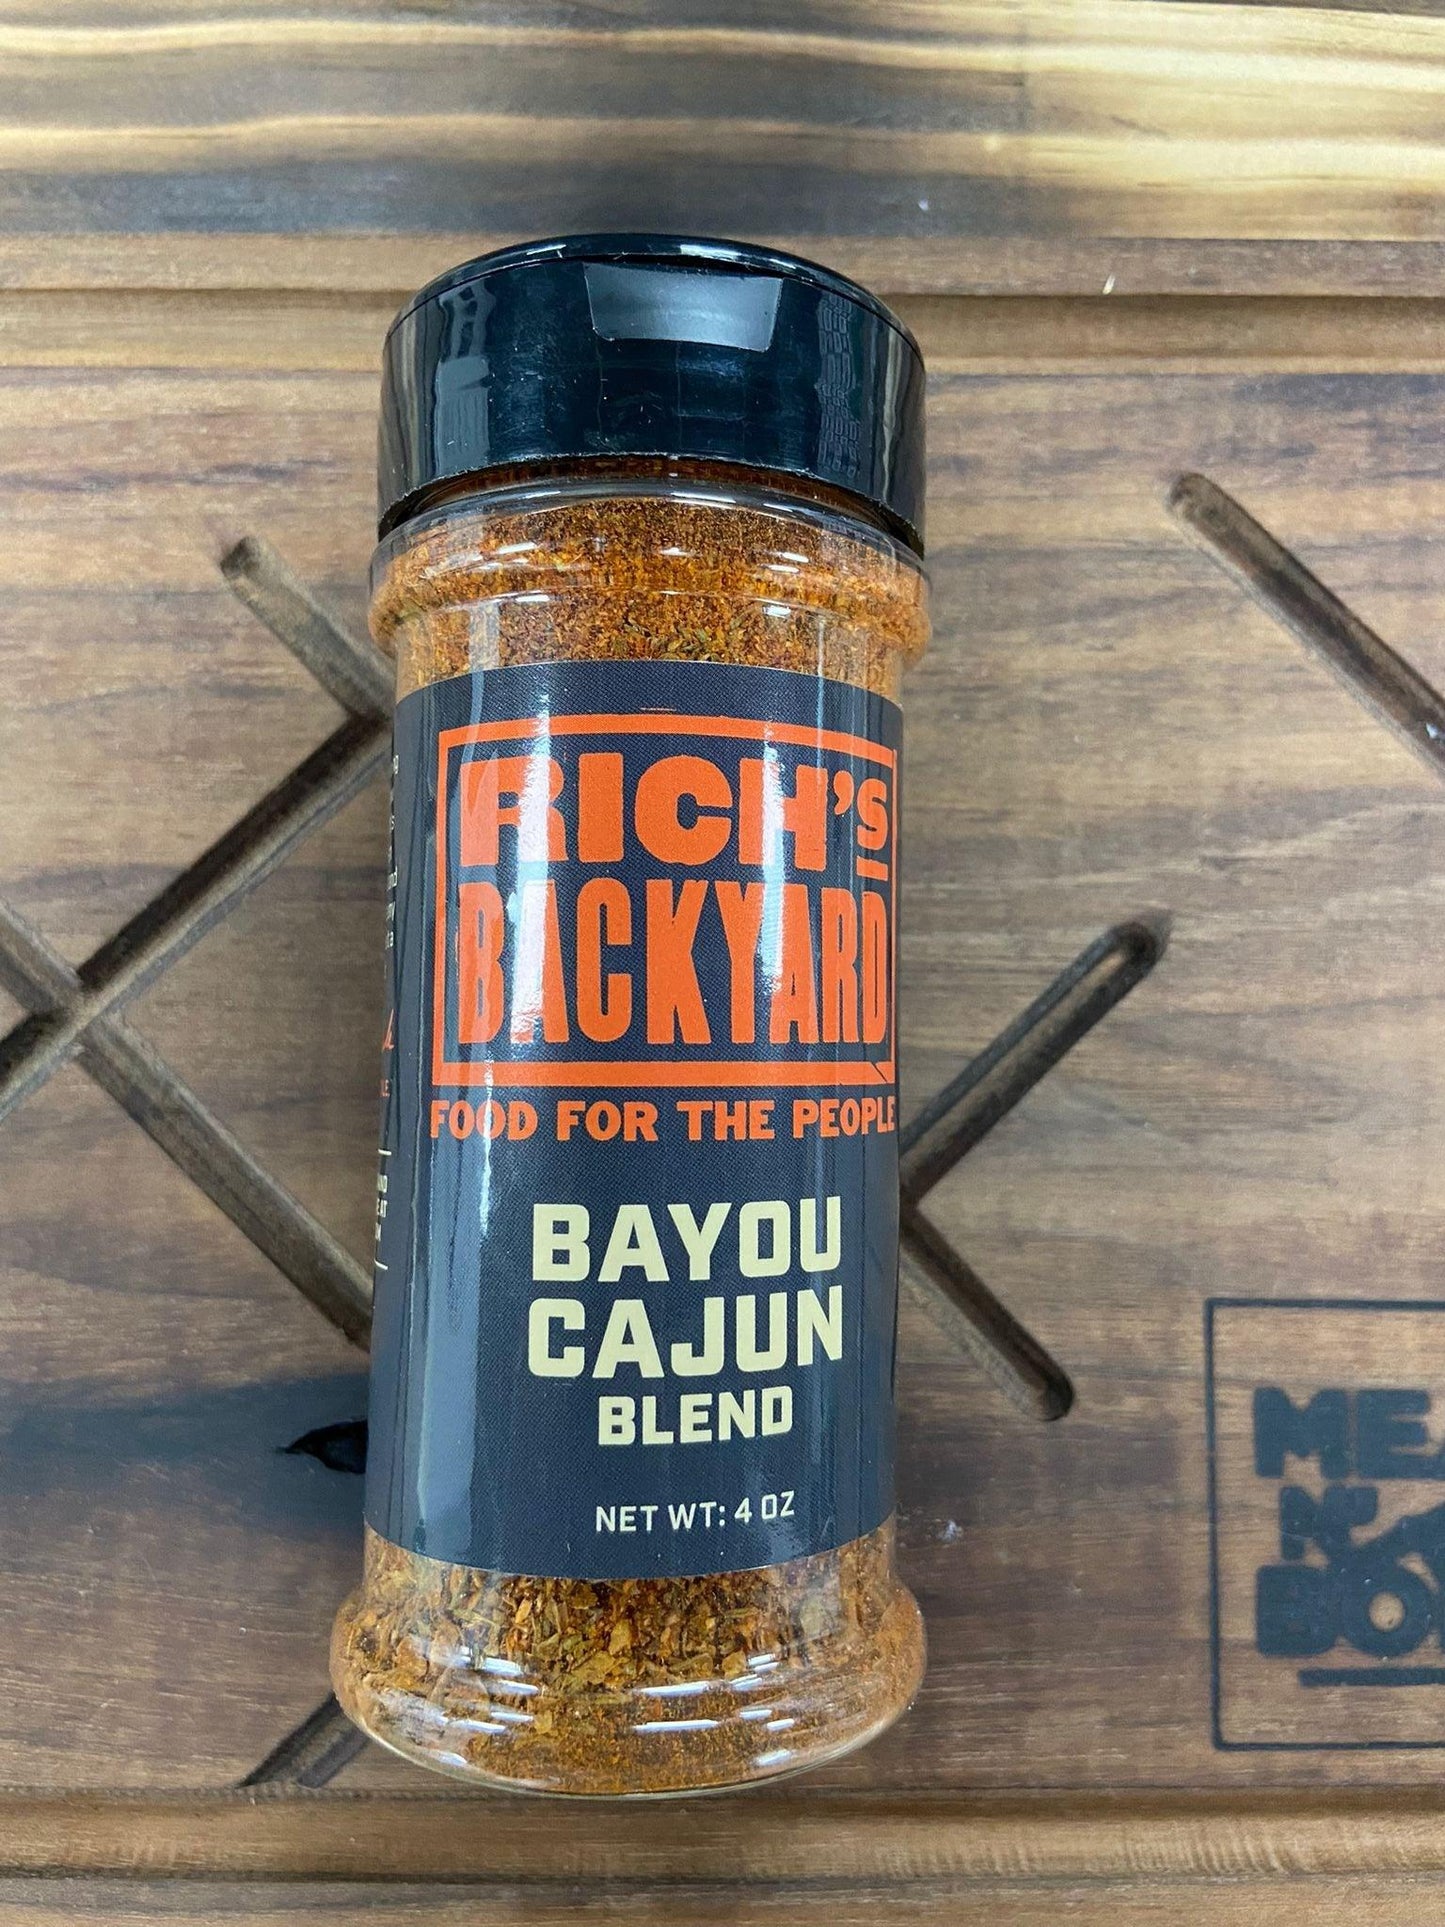 RICH'S
BACKYARD
FOOD FOR THE PEOPLE
BAYOU
CAJUN
BLEND
NET WT: 4 OZ
N'